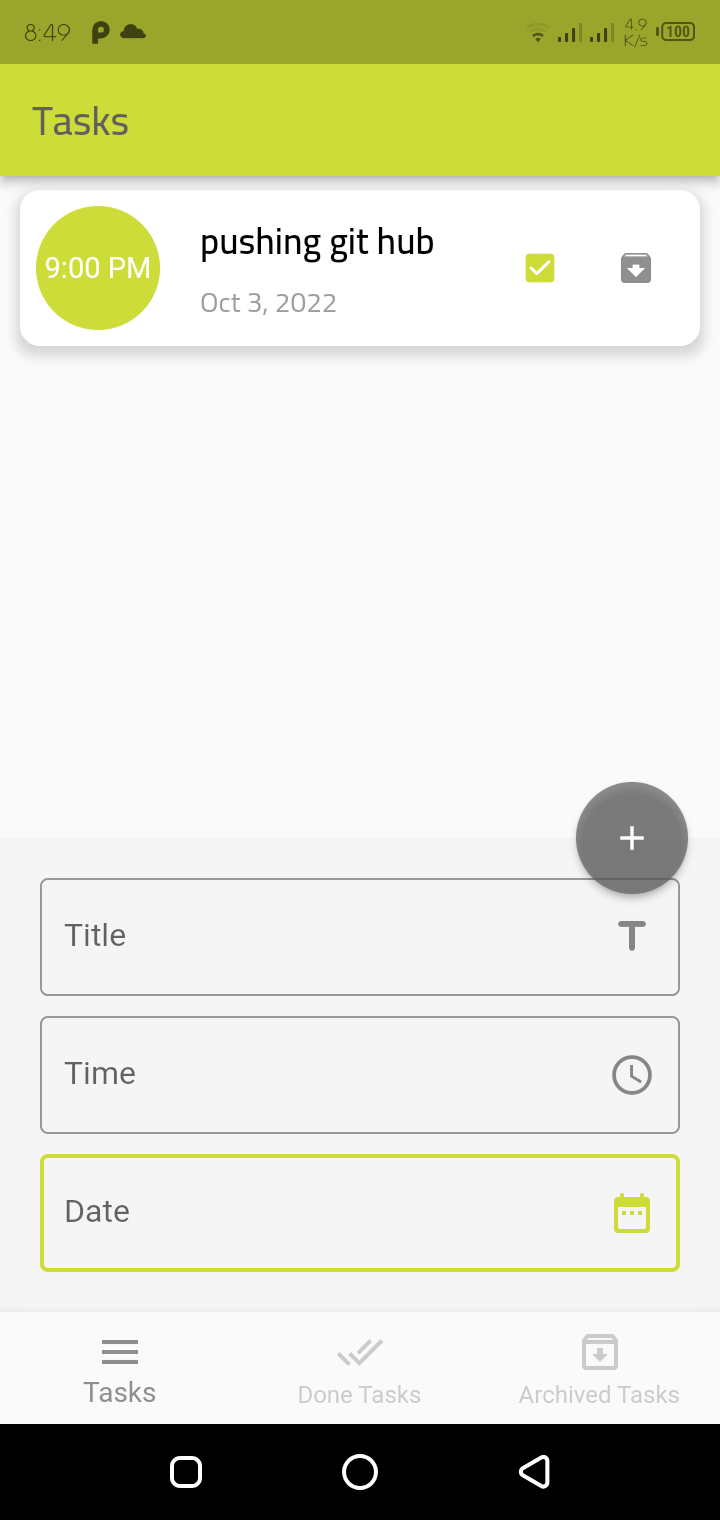 8:49
4.9
K/s
100
Tasks
9:00 PM
pushing git hub
Oct 3, 2022
Title
Time
Date
Tasks
Done Tasks
Archived Tasks